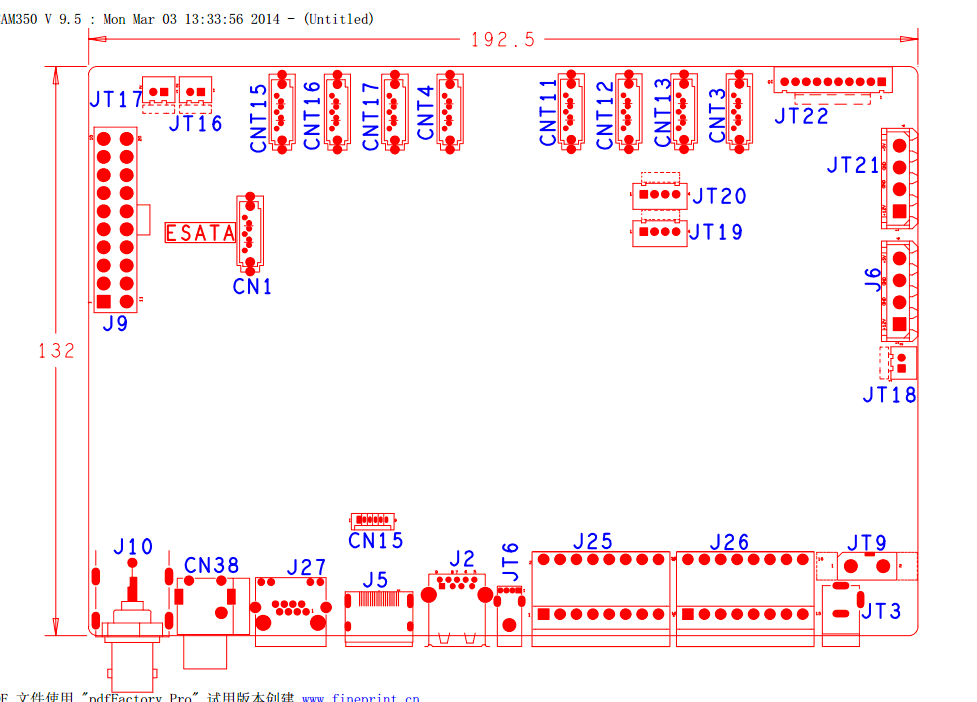 AM350 V 9.5 : Mon Mar 03 13:33:56 2014 - (Untitled)
192.5
JT17
JT16
CNT15
CNT16
CNT17
CNT4
CNT11
CNT12
CNT13
CNT3
JT22
JT21
JT20
JT19
ESATA
CN1
J6
J9
132
JT18
CN15
J10
CN38
J27
J5
J2
JT6
J25
J26
JT9
JT3
文件使用 "pdfFactory Pro" 试用版本创建 www.fineprint.cn